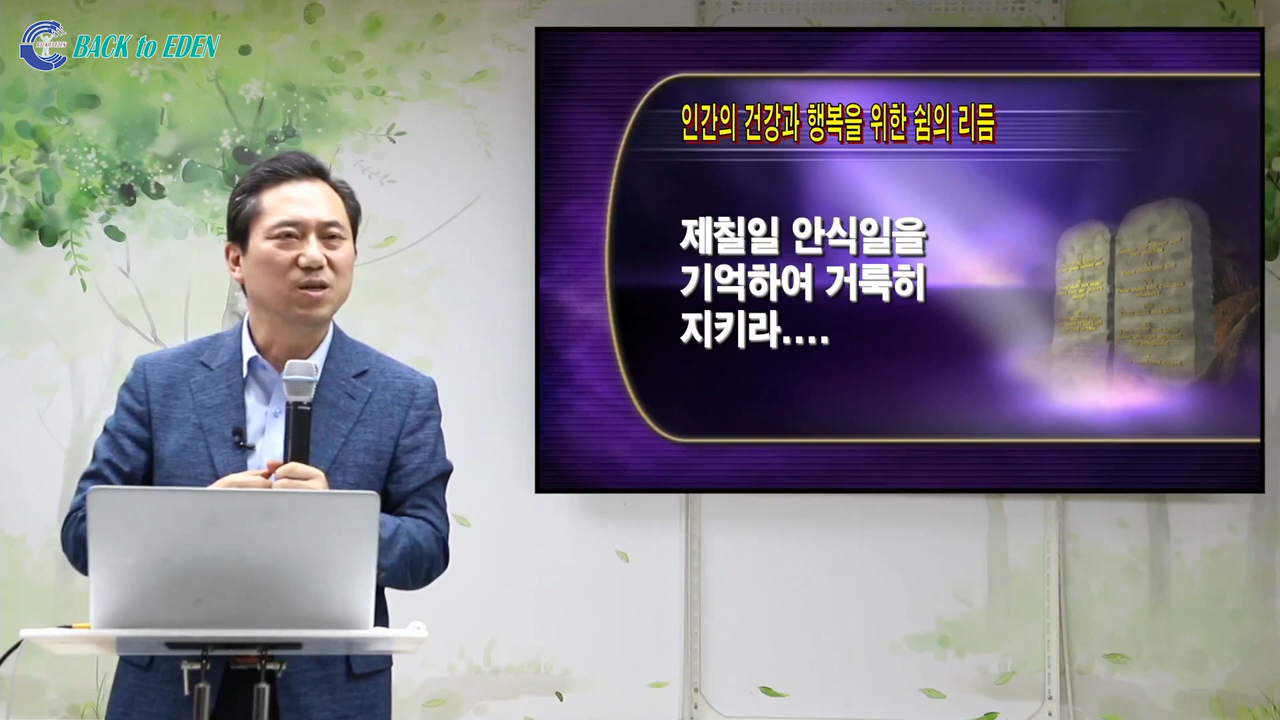 BACK to EDEN
인간의 건강과 행복을 위한 쉼의 리듬
제칠일 안식일을
기억하여 거룩히
지키라....